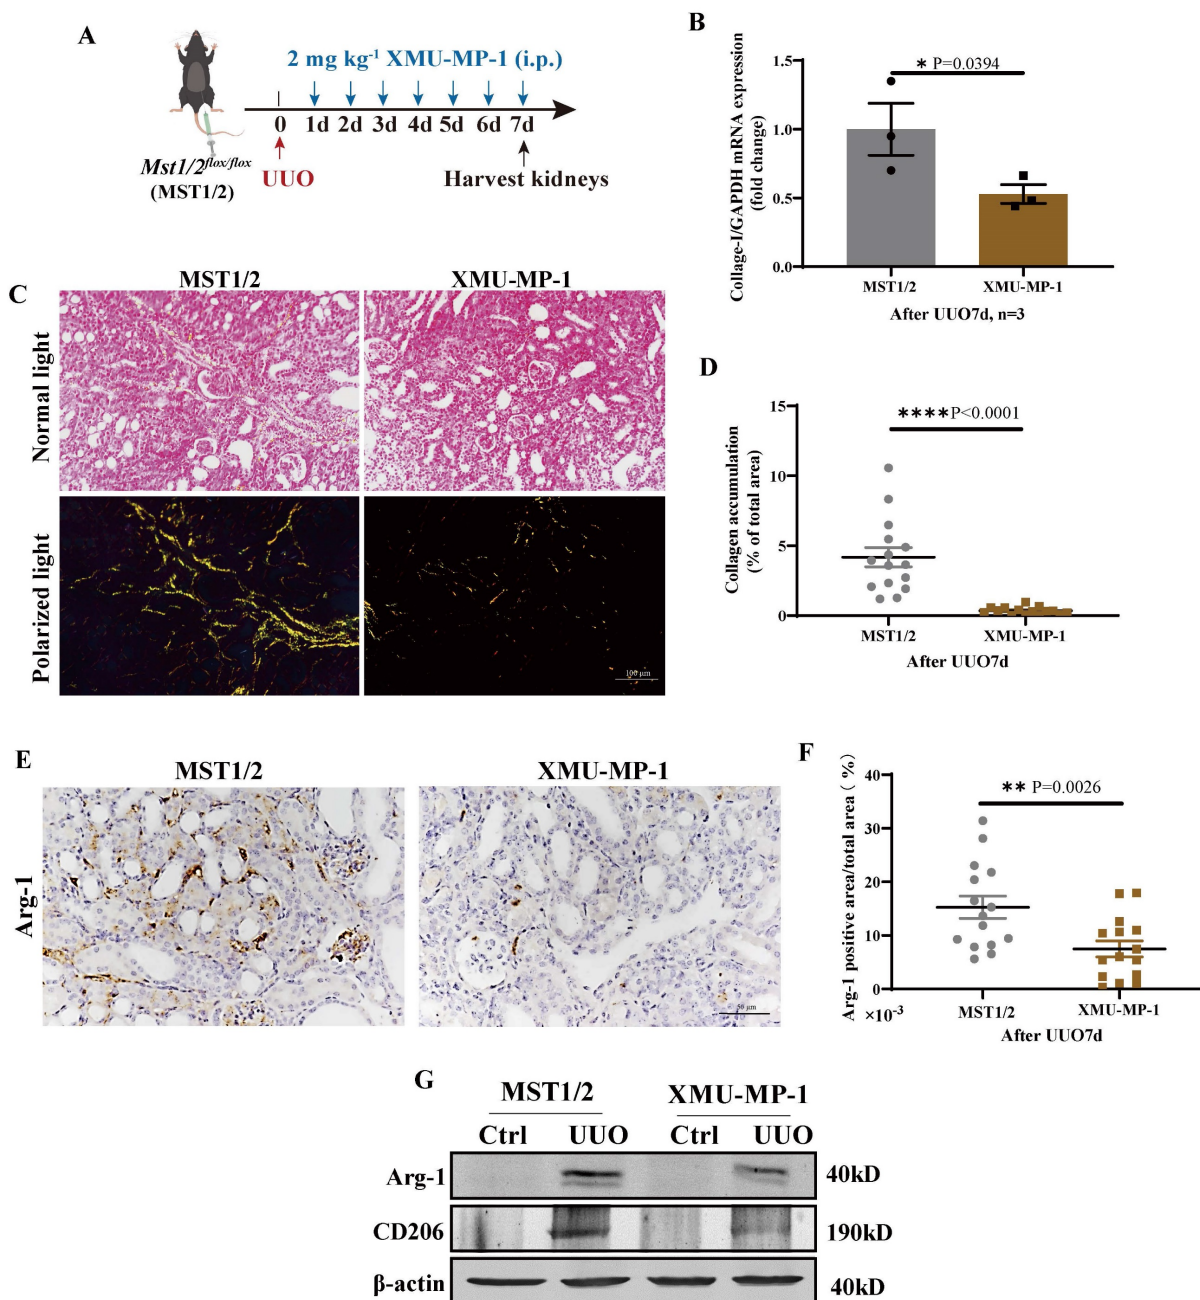 A
2 mg kg⁻¹ XMU-MP-1 (i.p.)
0 1d 2d 3d 4d 5d 6d 7d
Mst1/2flox/flox
(MST1/2)
UUO
Harvest kidneys
B
Collage-I/GAPDH mRNA expression
(fold change)
1.5
1.0
0.5
0.0
* P=0.0394
MST1/2 XMU-MP-1
After UUO7d, n=3
C
MST1/2 XMU-MP-1
Normal light
Polarized light
100 μm
D
Collagen accumulation
(% of total area)
15
10
5
0
****P<0.0001
MST1/2 XMU-MP-1
After UUO7d
E
MST1/2 XMU-MP-1
Arg-1
50 μm
F
Arg-1 positive area/total area (%)
×10⁻³
40
30
20
10
0
** P=0.0026
MST1/2 XMU-MP-1
After UUO7d
G
MST1/2 XMU-MP-1
Ctrl UUO Ctrl UUO
Arg-1 40kD
CD206 190kD
β-actin 40kD